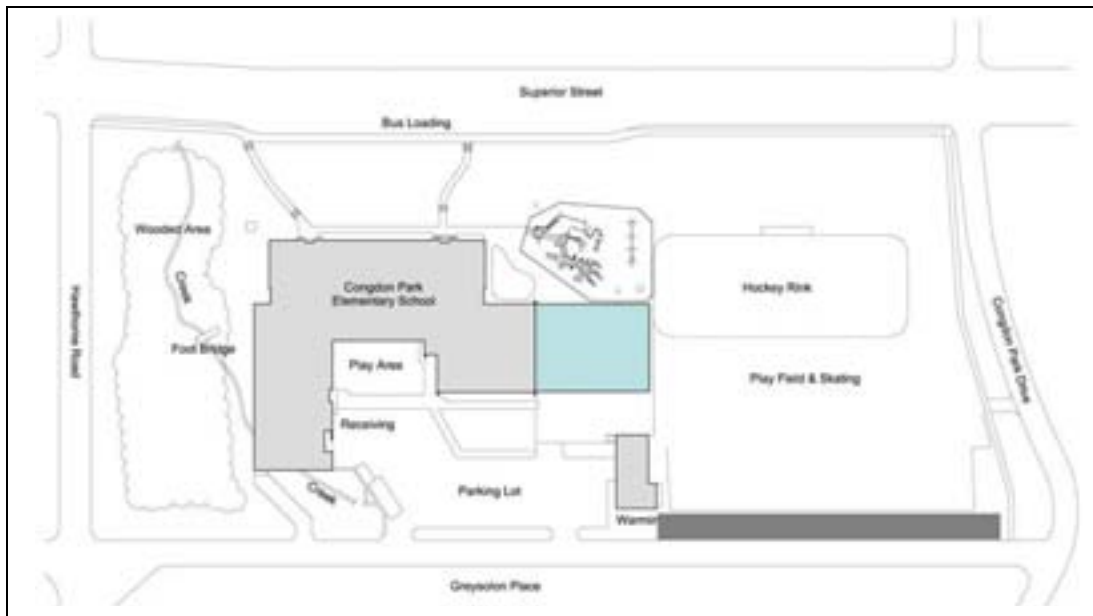 Superior Street
Bus Loading
Wooded Area
Creek
Foot Bridge
Hawthorne Road
Congdon Park
Elementary School
Play Area
Receiving
Creek
Parking Lot
Hockey Rink
Play Field & Skating
Congdon Park Drive
Greysolon Place